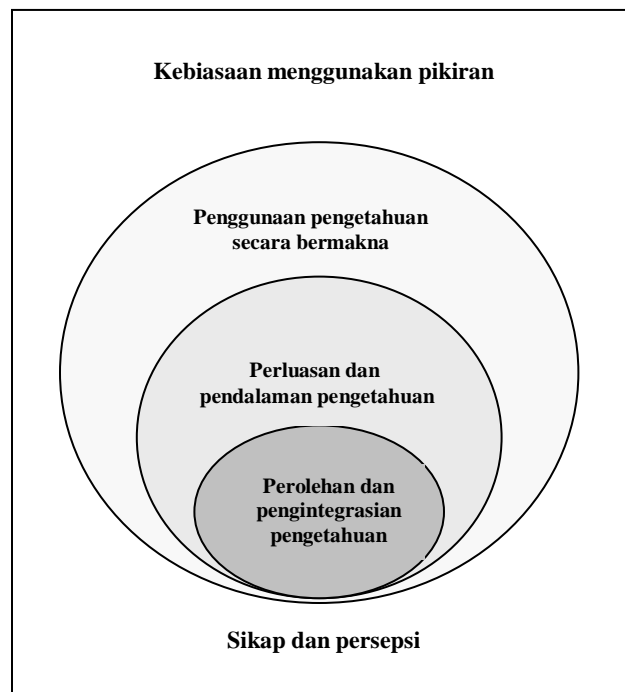 Kebiasaan menggunakan pikiran
Penggunaan pengetahuan
secara bermakna
Perluasan dan
pendalaman pengetahuan
Perolehan dan
pengintegrasian
pengetahuan
Sikap dan persepsi